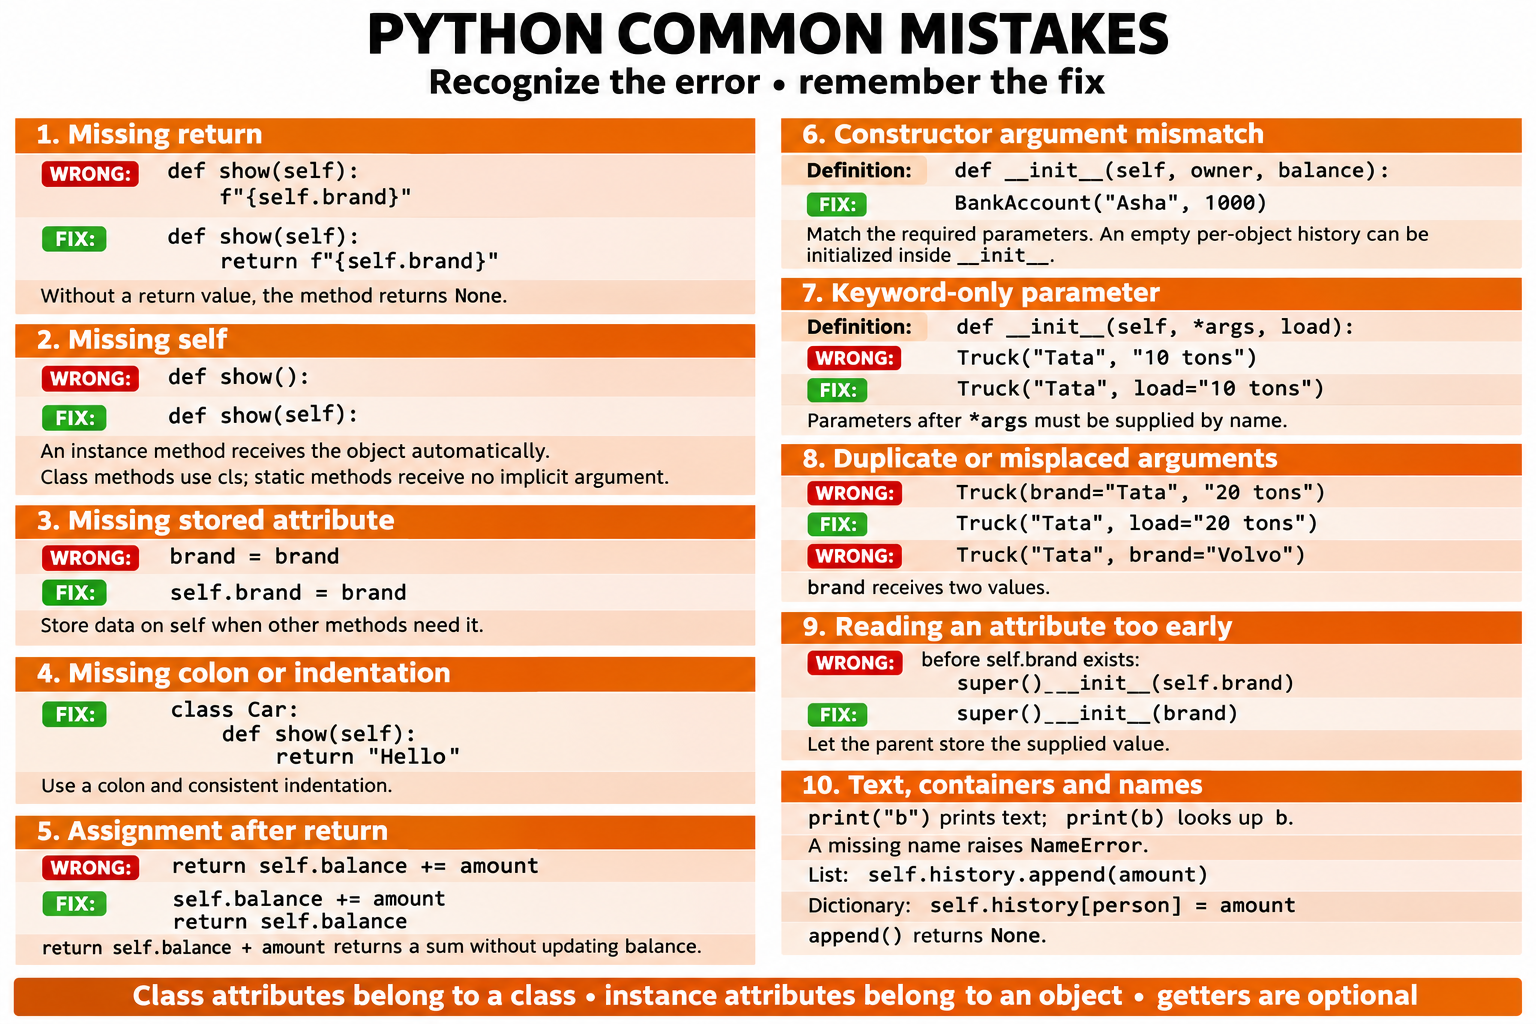 PYTHON COMMON MISTAKES
Recognize the error • remember the fix
1. Missing return
WRONG: def show(self):
f"{self.brand}"
FIX: def show(self):
return f"{self.brand}"
Without a return value, the method returns None.
2. Missing self
WRONG: def show():
FIX: def show(self):
An instance method receives the object automatically.
Class methods use cls; static methods receive no implicit argument.
3. Missing stored attribute
WRONG: brand = brand
FIX: self.brand = brand
Store data on self when other methods need it.
4. Missing colon or indentation
FIX: class Car:
def show(self):
return "Hello"
Use a colon and consistent indentation.
5. Assignment after return
WRONG: return self.balance += amount
FIX: self.balance += amount
return self.balance
return self.balance + amount returns a sum without updating balance.
6. Constructor argument mismatch
Definition: def __init__(self, owner, balance):
FIX: BankAccount("Asha", 1000)
Match the required parameters. An empty per-object history can be
initialized inside __init__.
7. Keyword-only parameter
Definition: def __init__(self, *args, load):
WRONG: Truck("Tata", "10 tons")
FIX: Truck("Tata", load="10 tons")
Parameters after *args must be supplied by name.
8. Duplicate or misplaced arguments
WRONG: Truck(brand="Tata", "20 tons")
FIX: Truck("Tata", load="20 tons")
WRONG: Truck("Tata", brand="Volvo")
brand receives two values.
9. Reading an attribute too early
WRONG: before self.brand exists:
super()___init__(self.brand)
FIX: super()___init__(brand)
Let the parent store the supplied value.
10. Text, containers and names
print("b") prints text; print(b) looks up b.
A missing name raises NameError.
List: self.history.append(amount)
Dictionary: self.history[person] = amount
append() returns None.
Class attributes belong to a class • instance attributes belong to an object • getters are optional